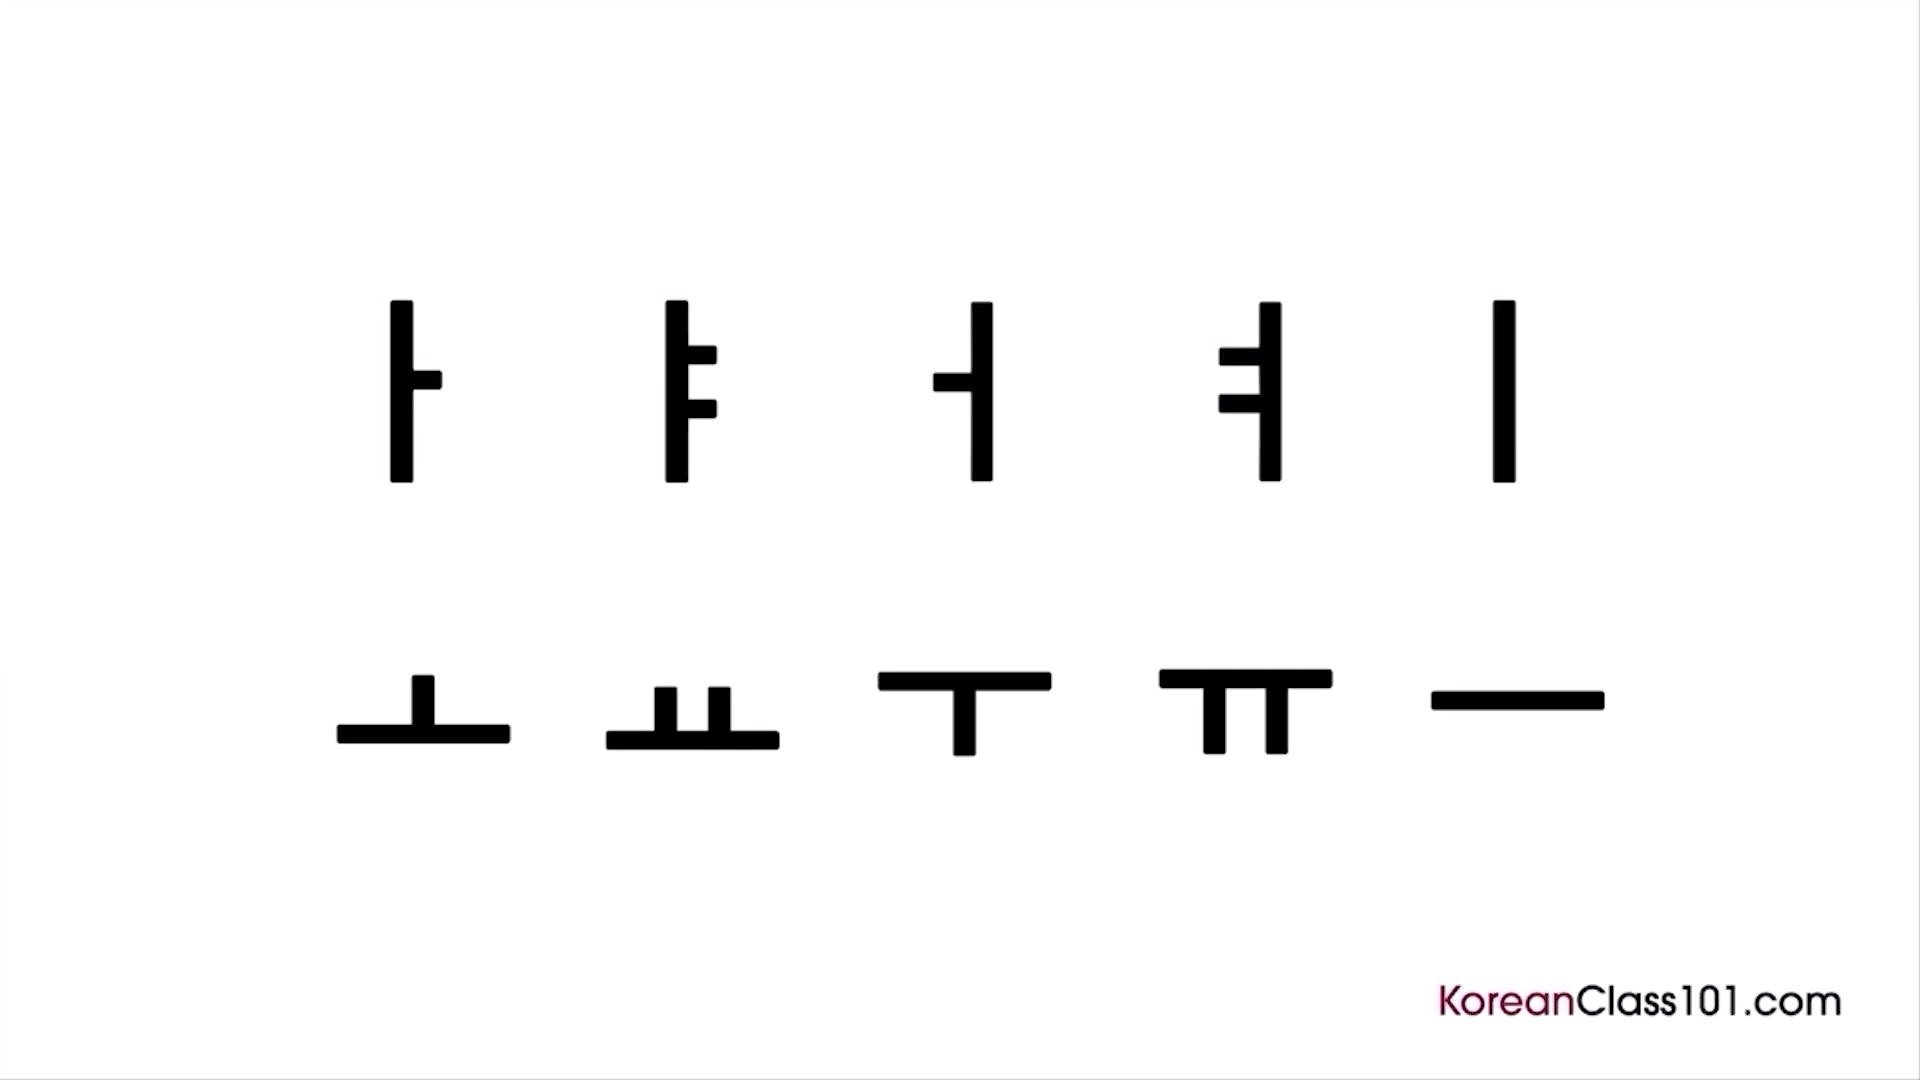 ㅏ ㅑ ㅓ ㅕ ㅣ
ㅗ ㅛ ㅜ ㅠ ㅡ
KoreanClass101.com